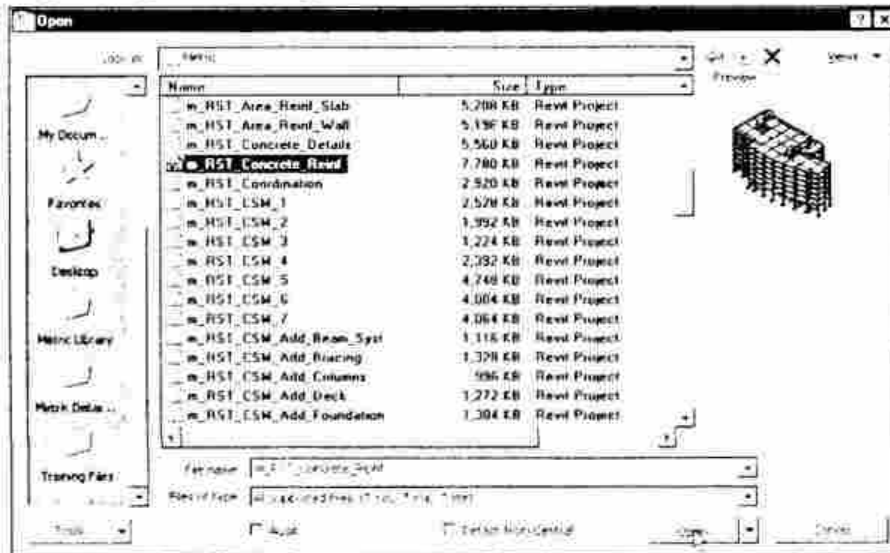 Open
Metric
Views
Preview
Name Size Type
m_RST_Area_Reinf_Slab 5,208 KB Revit Project
m_RST_Area_Reinf_Wall 5,196 KB Revit Project
m_RST_Concrete_Details 5,560 KB Revit Project
m_RST_Concrete_Reinf 7,780 KB Revit Project
m_RST_Coordination 2,920 KB Revit Project
m_RST_CSM_1 2,528 KB Revit Project
m_RST_CSM_2 1,992 KB Revit Project
m_RST_CSM_3 1,224 KB Revit Project
m_RST_CSM_4 2,392 KB Revit Project
m_RST_CSM_5 4,748 KB Revit Project
m_RST_CSM_6 4,004 KB Revit Project
m_RST_CSM_7 4,064 KB Revit Project
m_RST_CSM_Add_Beam_Syst 1,116 KB Revit Project
m_RST_CSM_Add_Bracing 1,328 KB Revit Project
m_RST_CSM_Add_Columns 996 KB Revit Project
m_RST_CSM_Add_Deck 1,272 KB Revit Project
m_RST_CSM_Add_Foundation 1,304 KB Revit Project
My Docum...
Favorites
Desktop
Metric Library
Metric Detai...
Training Files
File name: m_RST_Concrete_Reinf
Files of type:
Tools
Audit
Open
Cancel